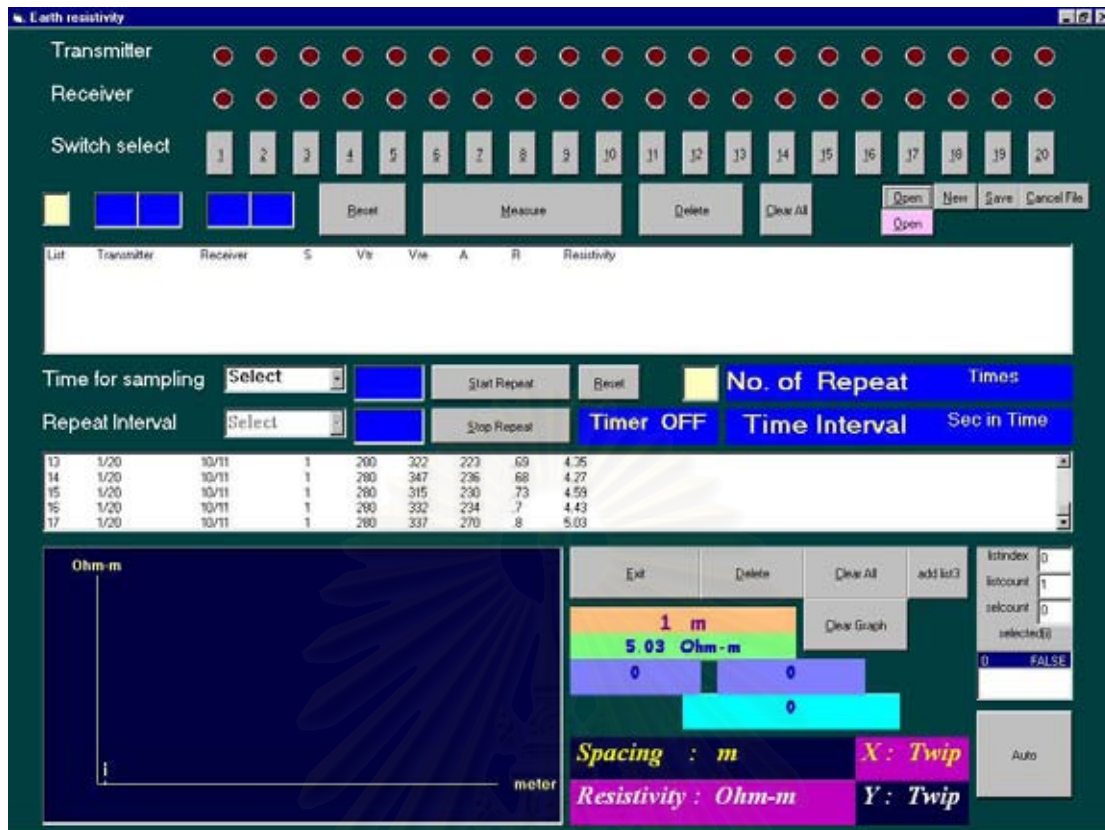 Earth resistivity
Transmitter
Receiver
Switch select 1 2 3 4 5 6 7 8 9 10 11 12 13 14 15 16 17 18 19 20
Reset Measure Delete Clear All Open New Save Cancel File
Open
List Transmitter Receiver S Vtr Vre A R Resistivity
Time for sampling Select Start Repeat Reset No. of Repeat Times
Repeat Interval Select Stop Repeat Timer OFF Time Interval Sec in Time
13 1/20 10/11 1 280 322 223 .69 4.35
14 1/20 10/11 1 280 347 236 .68 4.27
15 1/20 10/11 1 280 315 230 .73 4.59
16 1/20 10/11 1 280 332 234 .7 4.43
17 1/20 10/11 1 280 337 270 .8 5.03
Ohm-m
meter
Exit Delete Clear All add list3
Clear Graph
1 m
5.03 Ohm-m
0 0
0
Spacing : m X : Twip
Resistivity : Ohm-m Y : Twip
listindex 0
listcount 1
selcount 0
selected(i)
0 FALSE
Auto